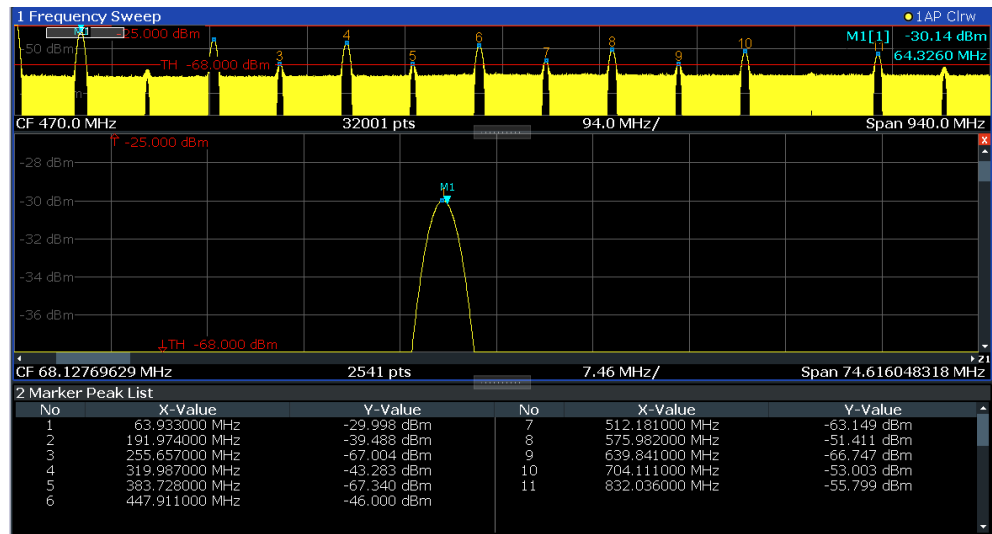 1 Frequency Sweep 1AP Clrw
M1 -25.000 dBm M1[1] -30.14 dBm
64.3260 MHz
-50 dBm
TH -68.000 dBm
3 4 5 6 7 8 9 10 11
CF 470.0 MHz 32001 pts 94.0 MHz/ Span 940.0 MHz
-25.000 dBm
-28 dBm
M1
-30 dBm
-32 dBm
-34 dBm
-36 dBm
TH -68.000 dBm
Z1
CF 68.12769629 MHz 2541 pts 7.46 MHz/ Span 74.616048318 MHz
2 Marker Peak List
No X-Value Y-Value No X-Value Y-Value
1 63.933000 MHz -29.998 dBm 7 512.181000 MHz -63.149 dBm
2 191.974000 MHz -39.488 dBm 8 575.982000 MHz -51.411 dBm
3 255.657000 MHz -67.004 dBm 9 639.841000 MHz -66.747 dBm
4 319.987000 MHz -43.283 dBm 10 704.111000 MHz -53.003 dBm
5 383.728000 MHz -67.340 dBm 11 832.036000 MHz -55.799 dBm
6 447.911000 MHz -46.000 dBm